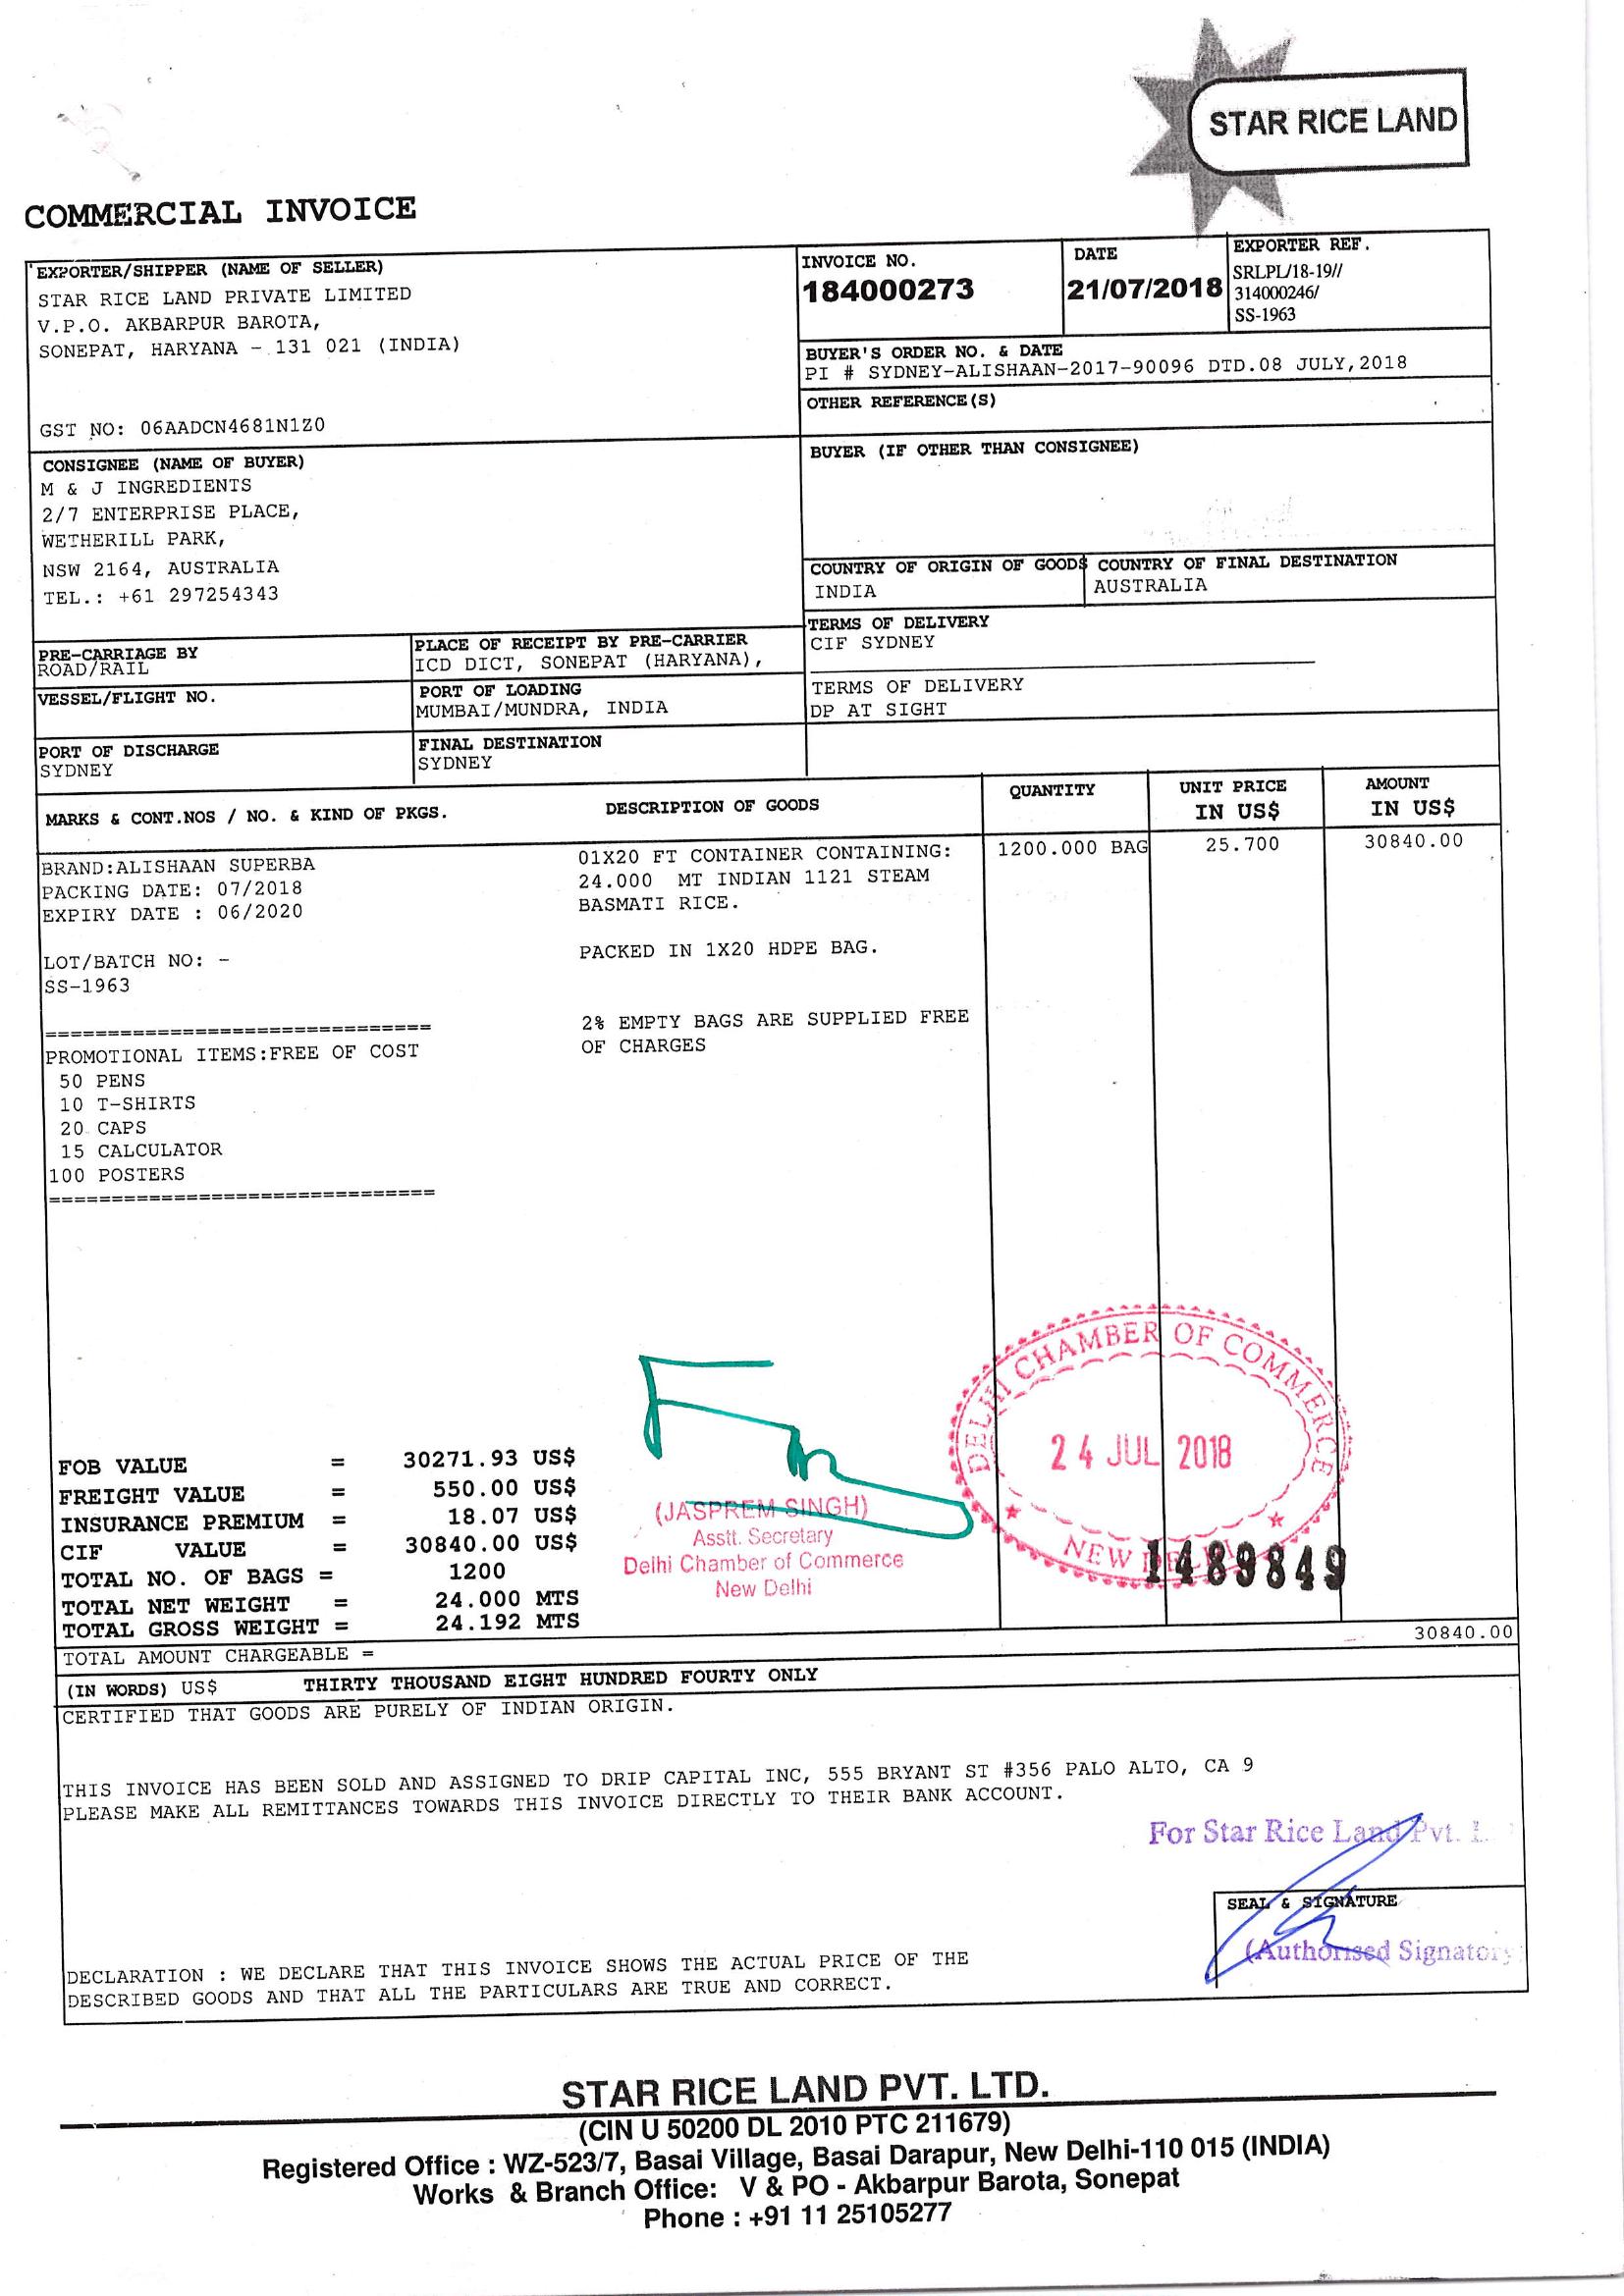 STAR RICE LAND
COMMERCIAL INVOICE
EXPORTER/SHIPPER (NAME OF SELLER)
STAR RICE LAND PRIVATE LIMITED
V.P.O. AKBARPUR BAROTA,
SONEPAT, HARYANA - 131 021 (INDIA)
GST NO: 06AADCN4681N1Z0
INVOICE NO.
184000273
DATE
21/07/2018
EXPORTER REF.
SRLPL/18-19//
314000246/
SS-1963
BUYER'S ORDER NO. & DATE
PI # SYDNEY-ALISHAAN-2017-90096 DTD.08 JULY,2018
OTHER REFERENCE(S)
CONSIGNEE (NAME OF BUYER)
M & J INGREDIENTS
2/7 ENTERPRISE PLACE,
WETHERILL PARK,
NSW 2164, AUSTRALIA
TEL.: +61 297254343
BUYER (IF OTHER THAN CONSIGNEE)
COUNTRY OF ORIGIN OF GOODS
INDIA
COUNTRY OF FINAL DESTINATION
AUSTRALIA
PRE-CARRIAGE BY
ROAD/RAIL
PLACE OF RECEIPT BY PRE-CARRIER
ICD DICT, SONEPAT (HARYANA),
TERMS OF DELIVERY
CIF SYDNEY
VESSEL/FLIGHT NO.
PORT OF LOADING
MUMBAI/MUNDRA, INDIA
TERMS OF DELIVERY
DP AT SIGHT
PORT OF DISCHARGE
SYDNEY
FINAL DESTINATION
SYDNEY
MARKS & CONT.NOS / NO. & KIND OF PKGS. DESCRIPTION OF GOODS
QUANTITY
UNIT PRICE
IN US$
AMOUNT
IN US$
BRAND:ALISHAAN SUPERBA
PACKING DATE: 07/2018
EXPIRY DATE : 06/2020
LOT/BATCH NO: -
SS-1963
01X20 FT CONTAINER CONTAINING:
24.000 MT INDIAN 1121 STEAM
BASMATI RICE.
PACKED IN 1X20 HDPE BAG.
2% EMPTY BAGS ARE SUPPLIED FREE
OF CHARGES
1200.000 BAG
25.700
30840.00
===============================
PROMOTIONAL ITEMS:FREE OF COST
50 PENS
10 T-SHIRTS
20 CAPS
15 CALCULATOR
100 POSTERS
===============================
FOB VALUE = 30271.93 US$
FREIGHT VALUE = 550.00 US$
INSURANCE PREMIUM = 18.07 US$
CIF VALUE = 30840.00 US$
TOTAL NO. OF BAGS = 1200
TOTAL NET WEIGHT = 24.000 MTS
TOTAL GROSS WEIGHT = 24.192 MTS
(JASPREM SINGH)
Asstt. Secretary
Delhi Chamber of Commerce
New Delhi
DELHI CHAMBER OF COMMERCE
24 JUL 2018
NEW DELHI
1489849
TOTAL AMOUNT CHARGEABLE = 30840.00
(IN WORDS) US$ THIRTY THOUSAND EIGHT HUNDRED FOURTY ONLY
CERTIFIED THAT GOODS ARE PURELY OF INDIAN ORIGIN.
THIS INVOICE HAS BEEN SOLD AND ASSIGNED TO DRIP CAPITAL INC, 555 BRYANT ST #356 PALO ALTO, CA 9
PLEASE MAKE ALL REMITTANCES TOWARDS THIS INVOICE DIRECTLY TO THEIR BANK ACCOUNT.
For Star Rice Land Pvt. L
SEAL & SIGNATURE
(Authorised Signatory
DECLARATION : WE DECLARE THAT THIS INVOICE SHOWS THE ACTUAL PRICE OF THE
DESCRIBED GOODS AND THAT ALL THE PARTICULARS ARE TRUE AND CORRECT.
STAR RICE LAND PVT. LTD.
(CIN U 50200 DL 2010 PTC 211679)
Registered Office : WZ-523/7, Basai Village, Basai Darapur, New Delhi-110 015 (INDIA)
Works & Branch Office: V & PO - Akbarpur Barota, Sonepat
Phone : +91 11 25105277